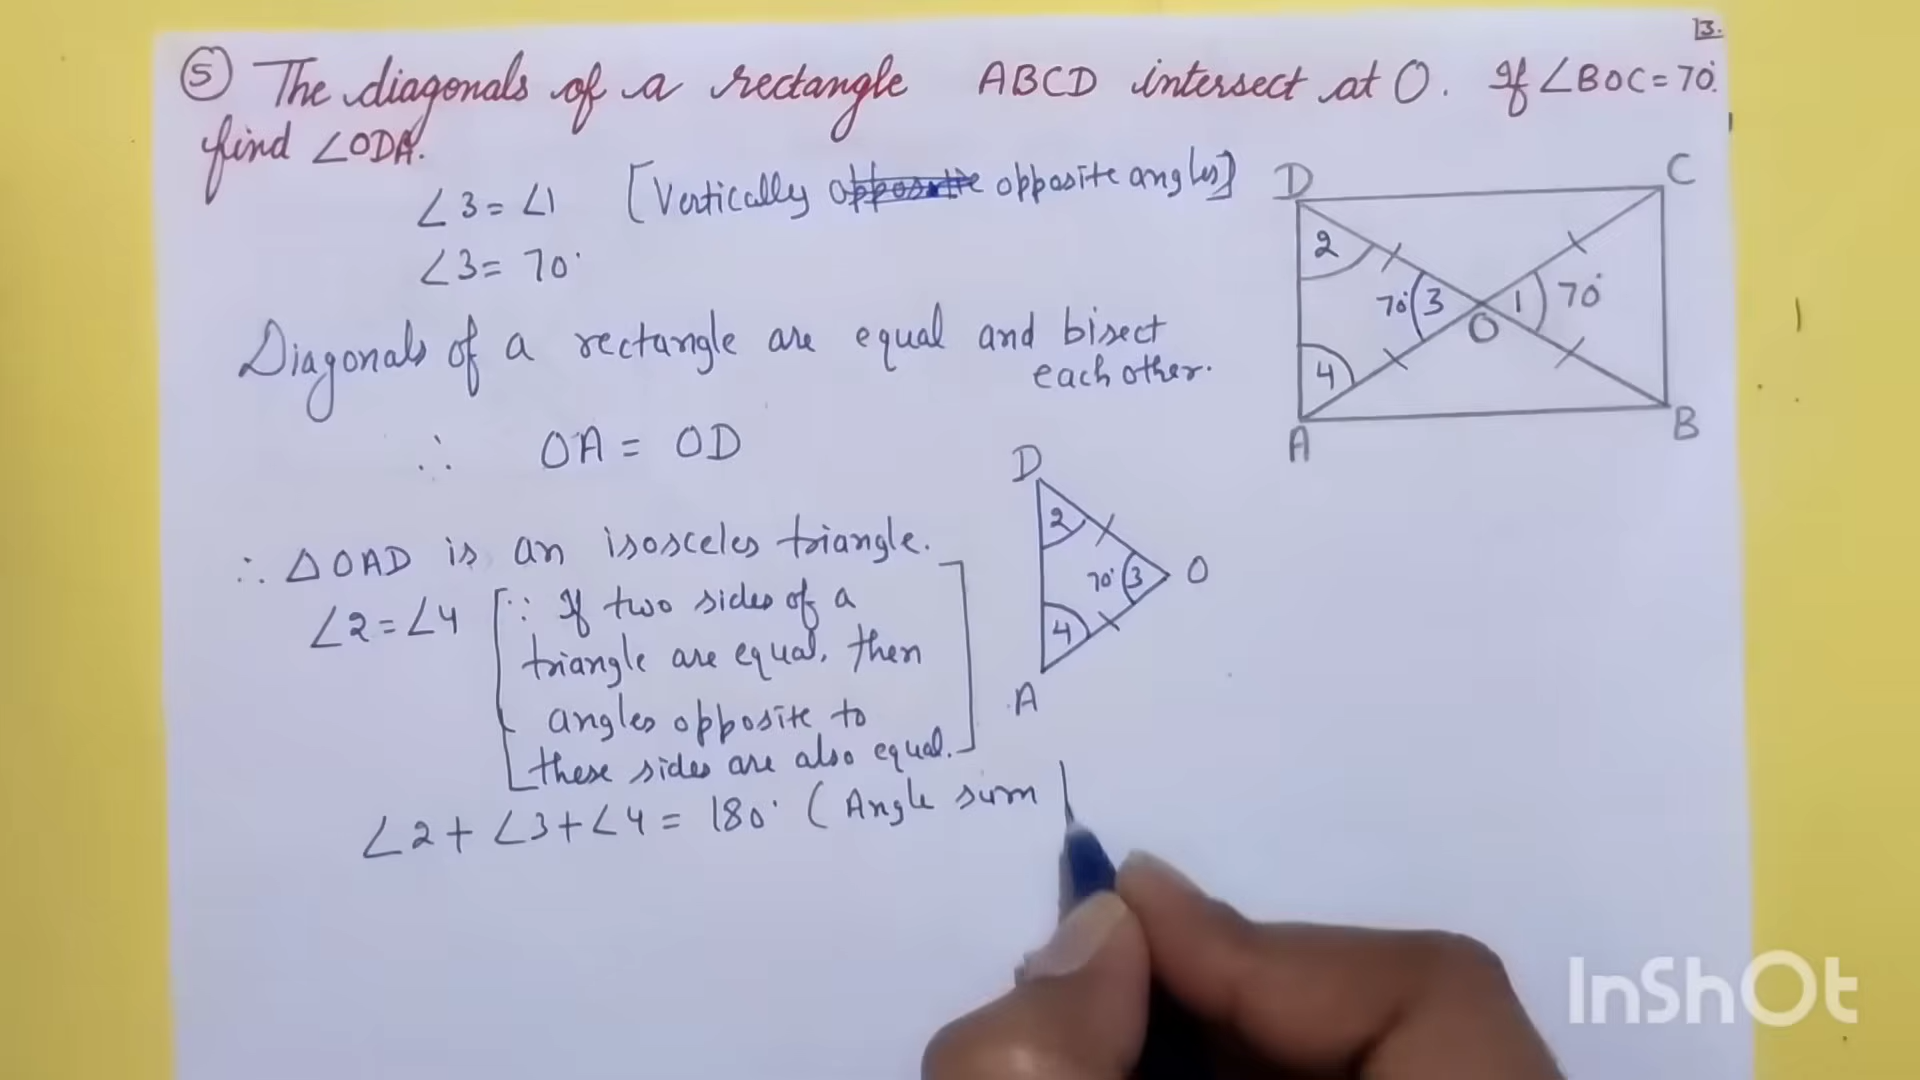 13.
⑤ The diagonals of a rectangle ABCD intersect at O. If ∠BOC = 70°.
find ∠ODA.
∠3 = ∠1 [Vertically opposite angles]
∠3 = 70°
Diagonals of a rectangle are equal and bisect
each other.
∴ OA = OD
∴ △OAD is an isosceles triangle.
∠2 = ∠4 [∵ If two sides of a
triangle are equal, then
angles opposite to
these sides are also equal.]
∠2 + ∠3 + ∠4 = 180° (Angle sum
D C
2 70° 3 1 70°
O
4
A B
D
2
70° 3 O
4
A
InShOt